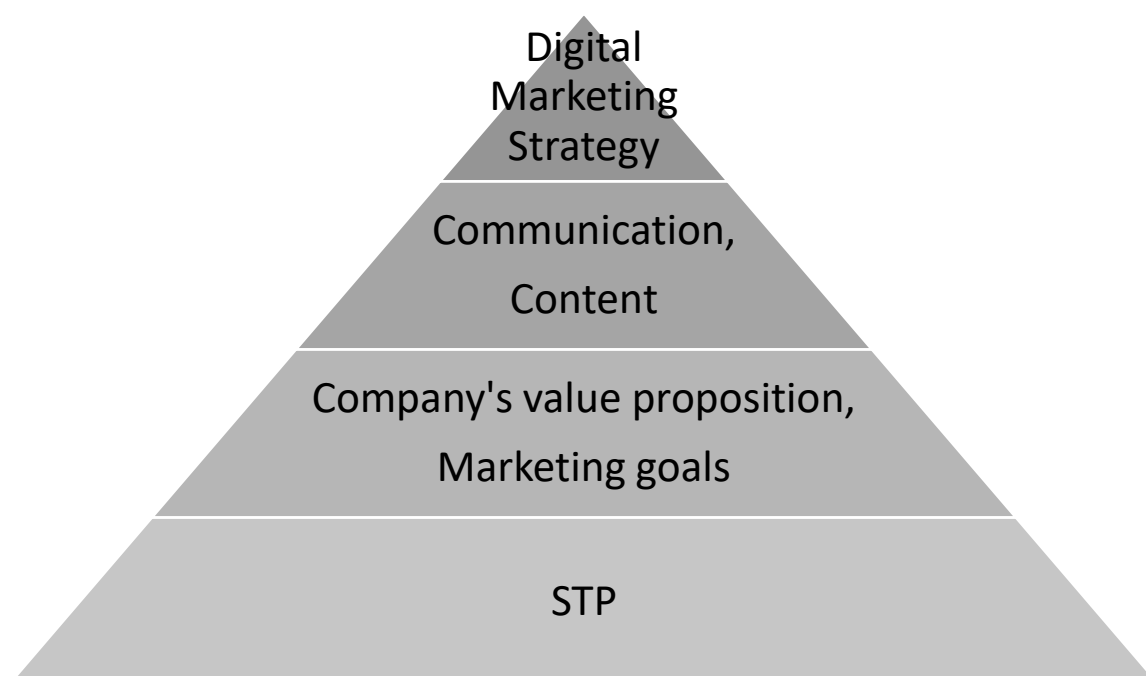 Digital
Marketing
Strategy
Communication,
Content
Company's value proposition,
Marketing goals
STP